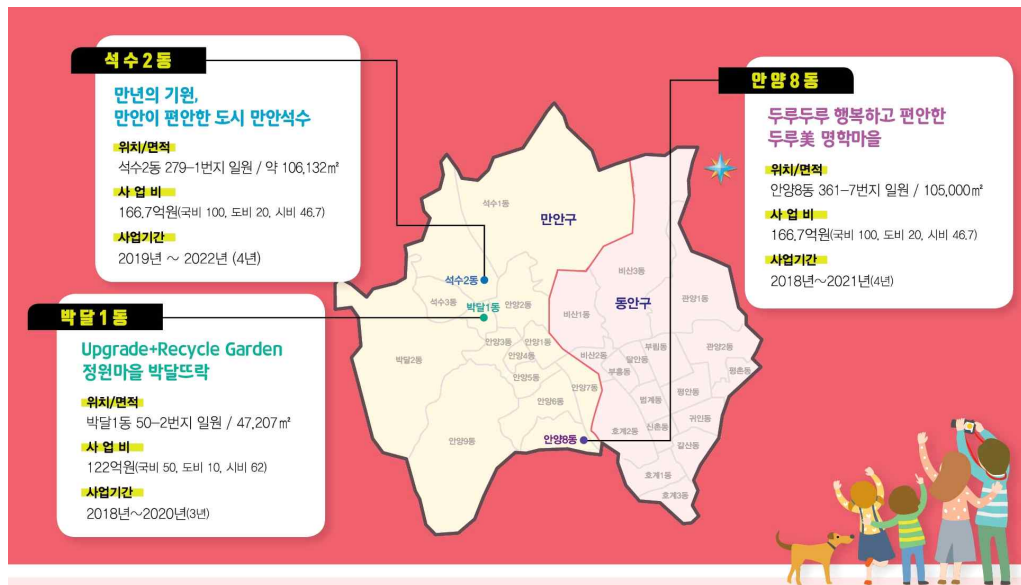 석수2동
만년의 기원,
만안이 편안한 도시 만안석수
위치/면적
석수2동 279-1번지 일원 / 약 106,132㎡
사 업 비
166.7억원(국비 100, 도비 20, 시비 46.7)
사업기간
2019년 ~ 2022년 (4년)
박달1동
Upgrade+Recycle Garden
정원마을 박달뜨락
위치/면적
박달1동 50-2번지 일원 / 47,207㎡
사 업 비
122억원(국비 50, 도비 10, 시비 62)
사업기간
2018년~2020년(3년)
안양8동
두루두루 행복하고 편안한
두루美 명학마을
위치/면적
안양8동 361-7번지 일원 / 105,000㎡
사 업 비
166.7억원(국비 100, 도비 20, 시비 46.7)
사업기간
2018년~2021년(4년)
석수1동
만안구
석수2동
석수3동
박달1동
안양2동
박달2동
안양3동
안양1동
안양4동
안양5동
안양7동
안양6동
안양9동
안양8동
비산3동
동안구
관양1동
비산1동
비산2동
부림동
관양2동
달안동
부흥동
평촌동
범계동
평안동
귀인동
호계2동
신촌동
갈산동
호계1동
호계3동